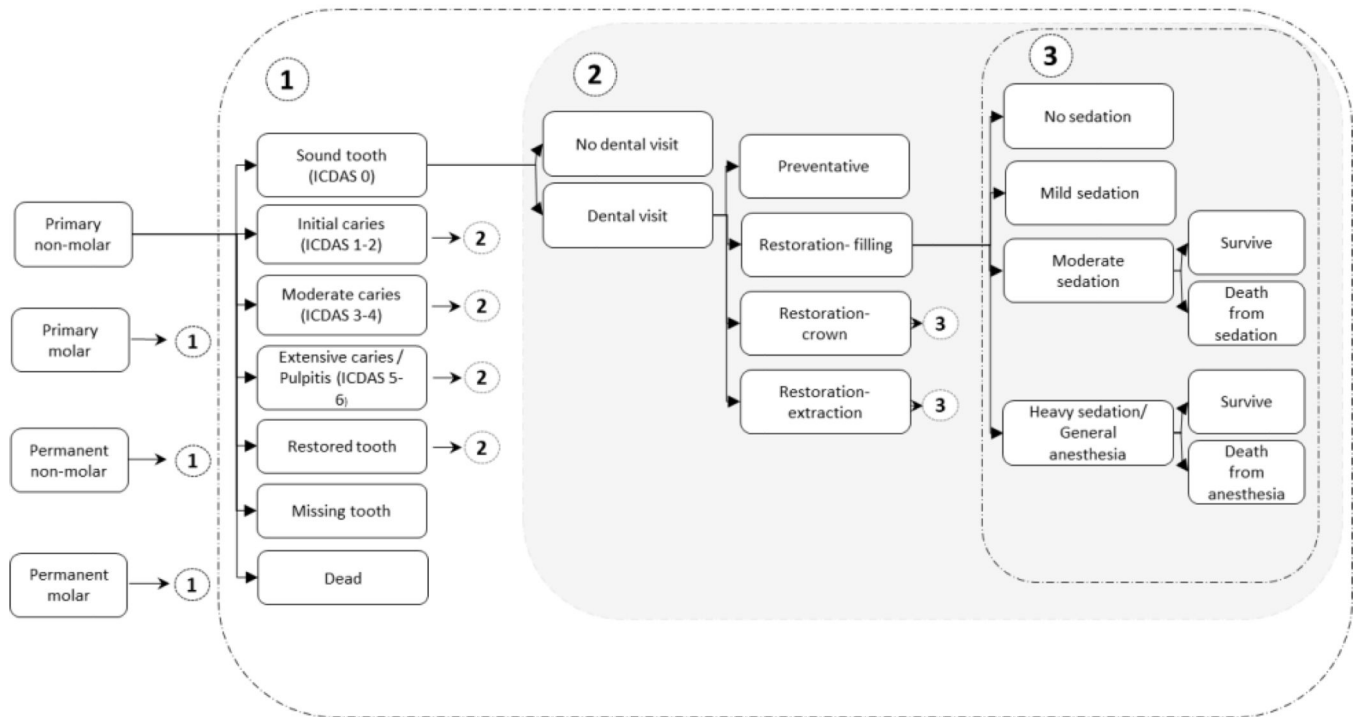 1
2
3
Primary
non-molar
Primary
molar
1
Permanent
non-molar
1
Permanent
molar
1
Sound tooth
(ICDAS 0)
Initial caries
(ICDAS 1-2)
2
Moderate caries
(ICDAS 3-4)
2
Extensive caries /
Pulpitis (ICDAS 5-
6)
2
Restored tooth
2
Missing tooth
Dead
No dental visit
Dental visit
Preventative
Restoration- filling
Restoration-
crown
3
Restoration-
extraction
3
No sedation
Mild sedation
Moderate
sedation
Survive
Death
from
sedation
Heavy sedation/
General
anesthesia
Survive
Death
from
anesthesia